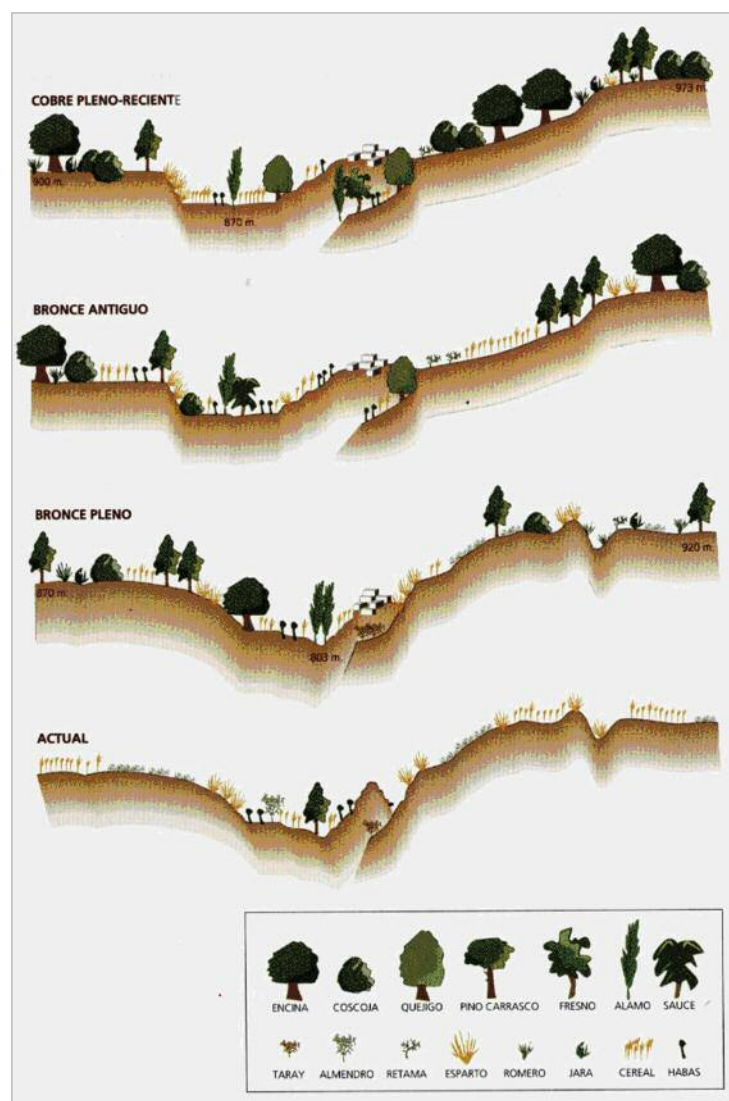 COBRE PLENO-RECIENTE
973 m.
900 m.
870 m.
BRONCE ANTIGUO
BRONCE PLENO
870 m.
920 m.
803 m.
ACTUAL
ENCINA COSCOJA QUEJIGO PINO CARRASCO FRESNO ALAMO SAUCE
TARAY ALMENDRO RETAMA ESPARTO ROMERO JARA CEREAL HABAS